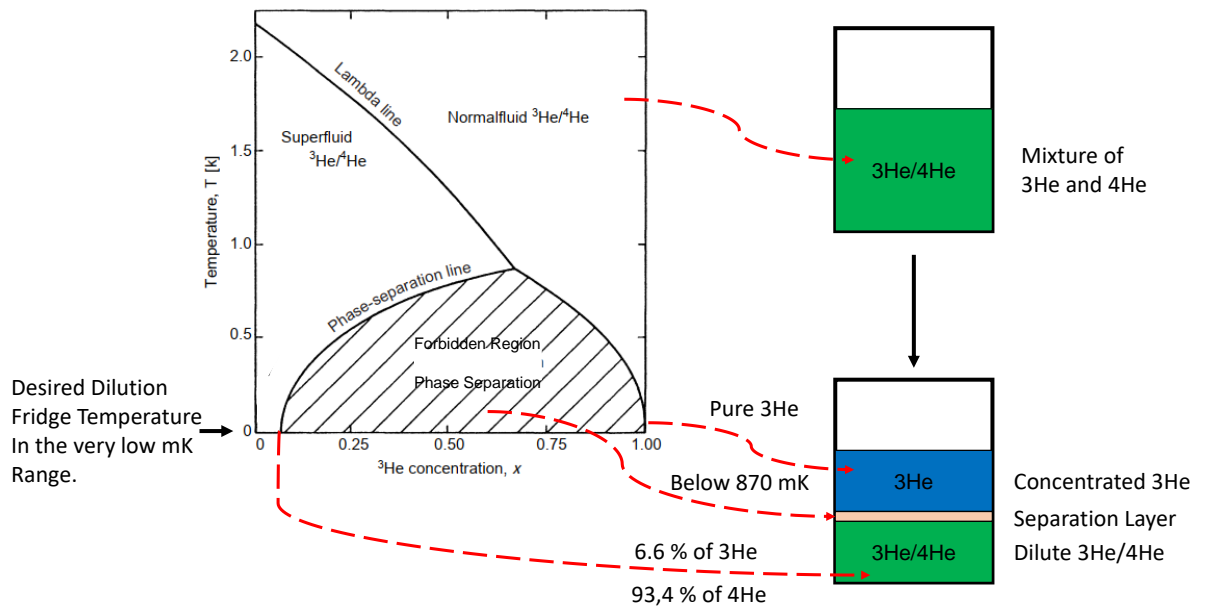 2.0
1.5
1.0
0.5
0
Temperature, T [k]
Lambda line
Superfluid
³He/⁴He
Normalfluid ³He/⁴He
Phase-separation line
Forbidden Region
Phase Separation
0
0.25
0.50
0.75
1.00
³He concentration, x
Desired Dilution
Fridge Temperature
In the very low mK
Range.
3He/4He
Mixture of
3He and 4He
Pure 3He
Below 870 mK
3He
Concentrated 3He
Separation Layer
3He/4He
Dilute 3He/4He
6.6 % of 3He
93,4 % of 4He